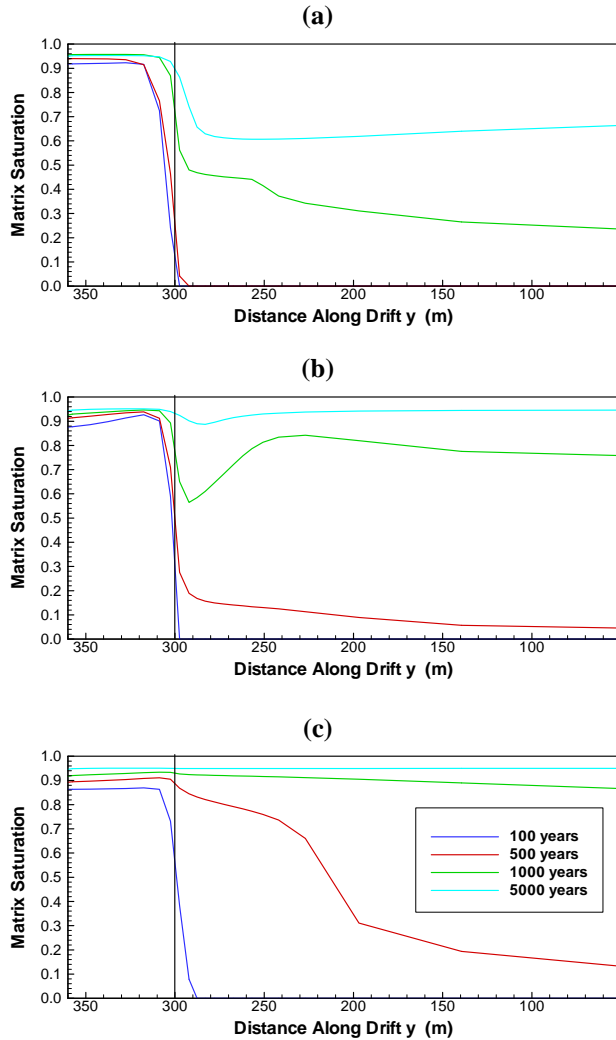 (a)
1.0
0.9
0.8
0.7
0.6
0.5
0.4
0.3
0.2
0.1
0.0
Matrix Saturation
350 300 250 200 150 100
Distance Along Drift y (m)
(b)
1.0
0.9
0.8
0.7
0.6
0.5
0.4
0.3
0.2
0.1
0.0
Matrix Saturation
350 300 250 200 150 100
Distance Along Drift y (m)
(c)
1.0
0.9
0.8
0.7
0.6
0.5
0.4
0.3
0.2
0.1
0.0
Matrix Saturation
100 years
500 years
1000 years
5000 years
350 300 250 200 150 100
Distance Along Drift y (m)